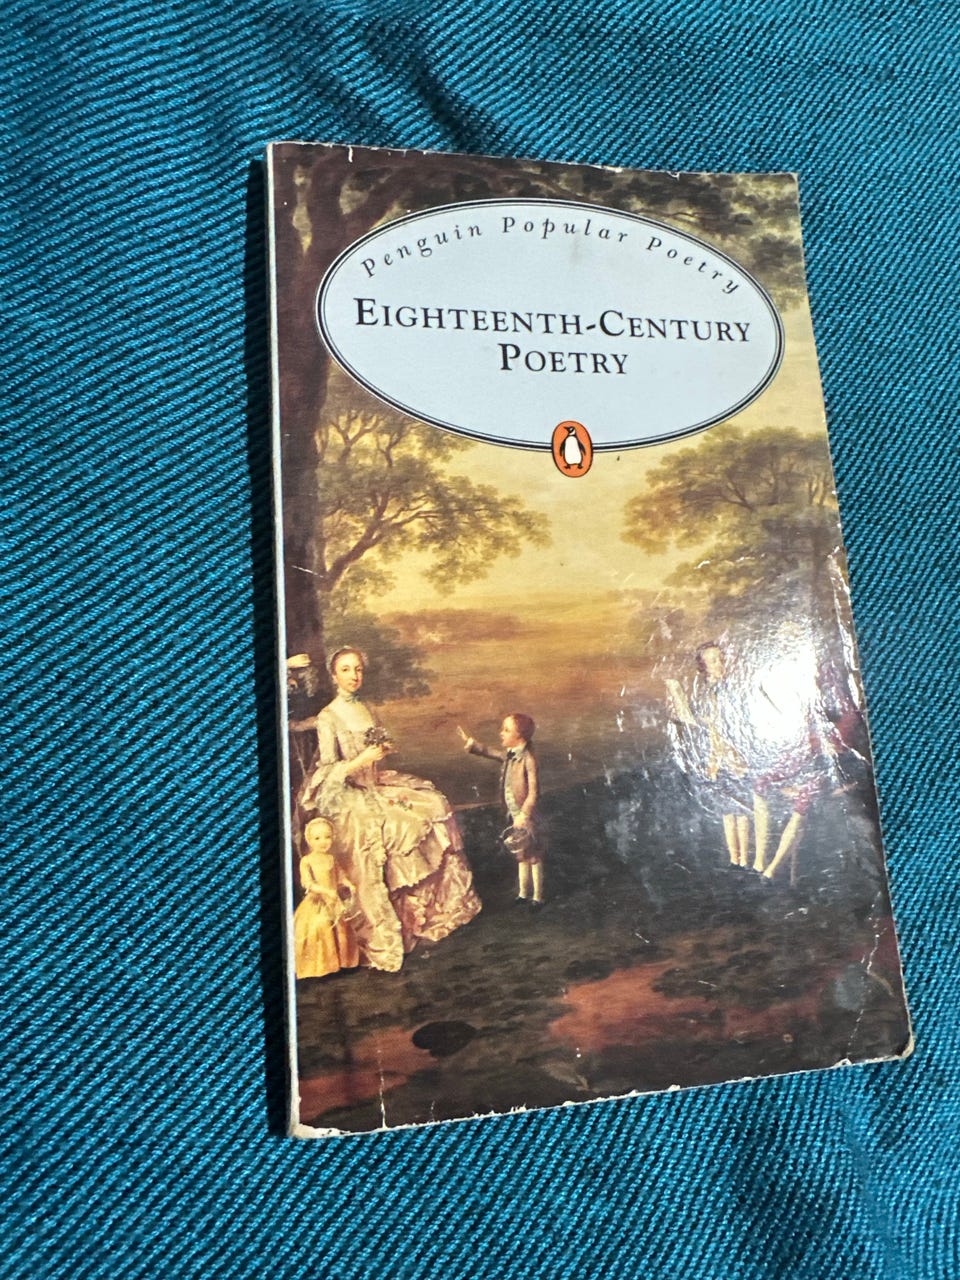 Penguin Popular Poetry
EIGHTEENTH-CENTURY
POETRY